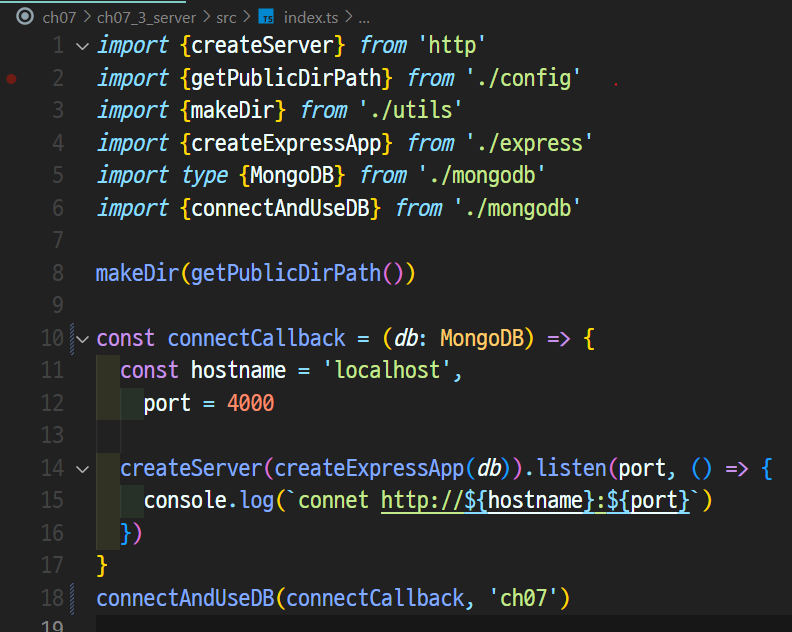 ch07 > ch07_3_server > src > TS index.ts > ...
1 import {createServer} from 'http'
2 import {getPublicDirPath} from './config'
3 import {makeDir} from './utils'
4 import {createExpressApp} from './express'
5 import type {MongoDB} from './mongodb'
6 import {connectAndUseDB} from './mongodb'
7
8 makeDir(getPublicDirPath())
9
10 const connectCallback = (db: MongoDB) => {
11   const hostname = 'localhost',
12     port = 4000
13
14   createServer(createExpressApp(db)).listen(port, () => {
15     console.log(`connet http://${hostname}:${port}`)
16   })
17 }
18 connectAndUseDB(connectCallback, 'ch07')
19